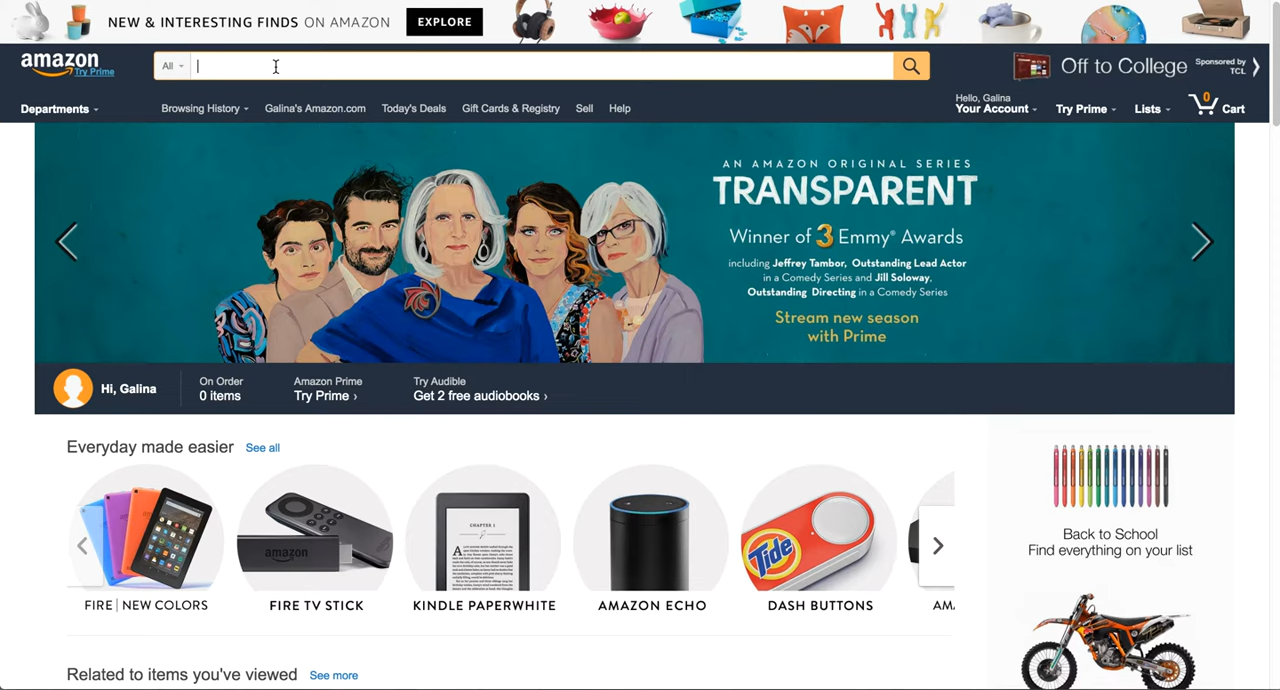 NEW & INTERESTING FINDS ON AMAZON EXPLORE
amazon
Try Prime
All
Off to College Sponsored by TCL
Departments
Browsing History Galina's Amazon.com Today's Deals Gift Cards & Registry Sell Help
Hello, Galina
Your Account Try Prime Lists 0 Cart
AN AMAZON ORIGINAL SERIES
TRANSPARENT
Winner of 3 Emmy® Awards
including Jeffrey Tambor, Outstanding Lead Actor
in a Comedy Series and Jill Soloway,
Outstanding Directing in a Comedy Series
Stream new season
with Prime
Hi, Galina
On Order
0 items
Amazon Prime
Try Prime ›
Try Audible
Get 2 free audiobooks ›
Everyday made easier See all
amazon
CHAPTER 1
Tide
FIRE | NEW COLORS
FIRE TV STICK
KINDLE PAPERWHITE
AMAZON ECHO
DASH BUTTONS
AM
Back to School
Find everything on your list
Related to items you've viewed See more